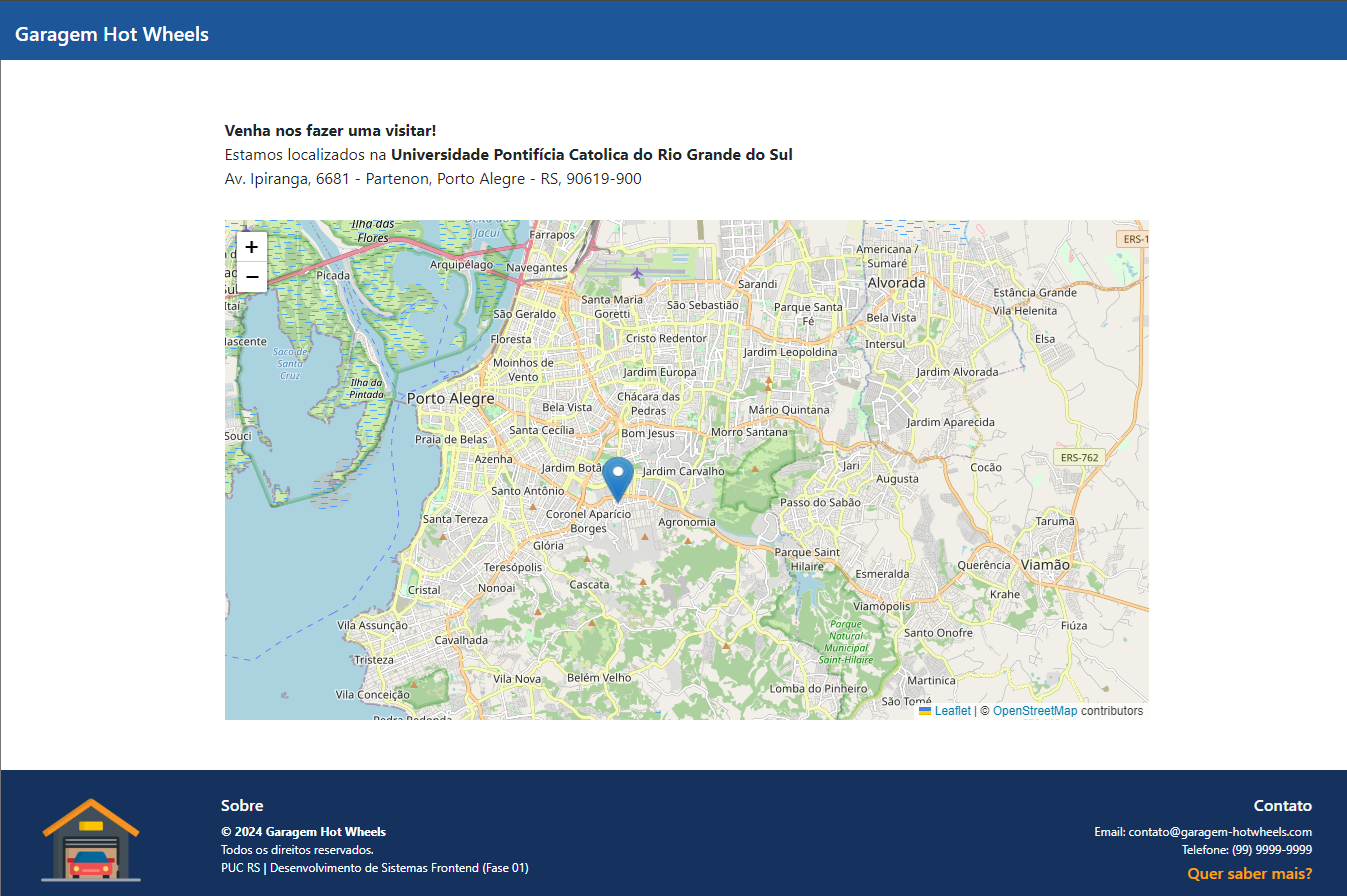 Garagem Hot Wheels
Venha nos fazer uma visitar!
Estamos localizados na Universidade Pontifícia Catolica do Rio Grande do Sul
Av. Ipiranga, 6681 - Partenon, Porto Alegre - RS, 90619-900
+
−
Ilha das
Flores
Jacuí
Farrapos
Arquipélago
Navegantes
Picada
Americana /
Sumaré
ERS-1
Sarandi
Alvorada
Estância Grande
Santa Maria
Goretti
São Sebastião
Parque Santa
Fé
Vila Helenita
São Geraldo
Bela Vista
Floresta
Cristo Redentor
Intersul
Elsa
Saco de
Santa
Cruz
Jardim Leopoldina
Moinhos de
Vento
Jardim Europa
Jardim Alvorada
Ilha da
Pintada
Porto Alegre
Chácara das
Pedras
Bela Vista
Mário Quintana
Jardim Aparecida
Santa Cecília
Bom Jesus
Morro Santana
Souci
Praia de Belas
Azenha
Jardim Botâ
Jardim Carvalho
Jari
ERS-762
Cocão
Augusta
Santo Antônio
Passo do Sabão
Santa Tereza
Coronel Aparício
Borges
Agronomia
Tarumã
Glória
Parque Saint
Hilaire
Teresópolis
Querência
Viamão
Cristal
Nonoai
Cascata
Esmeralda
Krahe
Viamópolis
Vila Assunção
Cavalhada
Parque
Natural
Municipal
Saint-Hilaire
Santo Onofre
Fiúza
Tristeza
Vila Nova
Belém Velho
Lomba do Pinheiro
Martinica
Vila Conceição
São Tomé
Pedra Redonda
Leaflet | © OpenStreetMap contributors
Sobre
© 2024 Garagem Hot Wheels
Todos os direitos reservados.
PUC RS | Desenvolvimento de Sistemas Frontend (Fase 01)
Contato
Email: contato@garagem-hotwheels.com
Telefone: (99) 9999-9999
Quer saber mais?